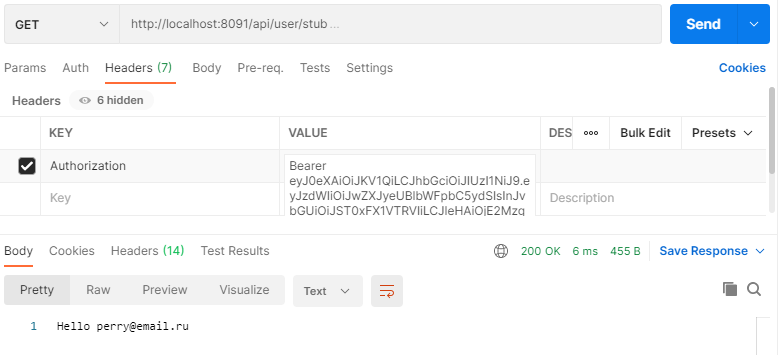 GET http://localhost:8091/api/user/stub ... Send
Params Auth Headers (7) Body Pre-req. Tests Settings Cookies
Headers 6 hidden
KEY VALUE DES ooo Bulk Edit Presets
Authorization
Bearer
eyJ0eXAiOiJKV1QiLCJhbGciOiJIUzI1NiJ9.e
yJzdWIiOiJwZXJyeUBlbWFpbC5ydSIsInJv
bGUiOiJST0xFX1VTRVIiLCJleHAiOjE2Mzg
Key Description
Body Cookies Headers (14) Test Results 200 OK 6 ms 455 B Save Response
Pretty Raw Preview Visualize Text
1 Hello perry@email.ru